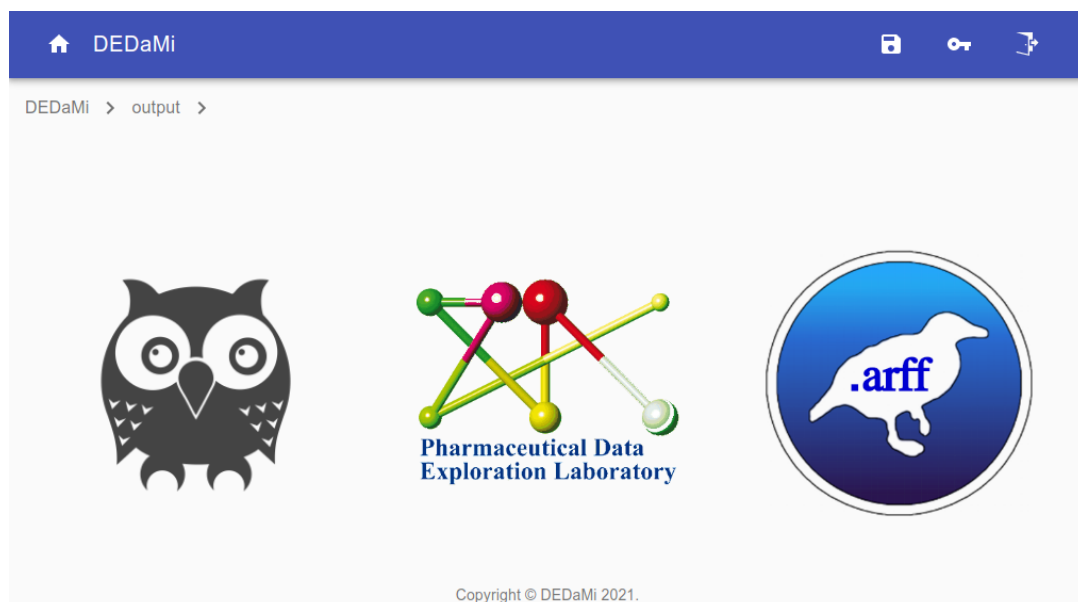 DEDaMi
DEDaMi > output >
.arff
Pharmaceutical Data
Exploration Laboratory
Copyright © DEDaMi 2021.